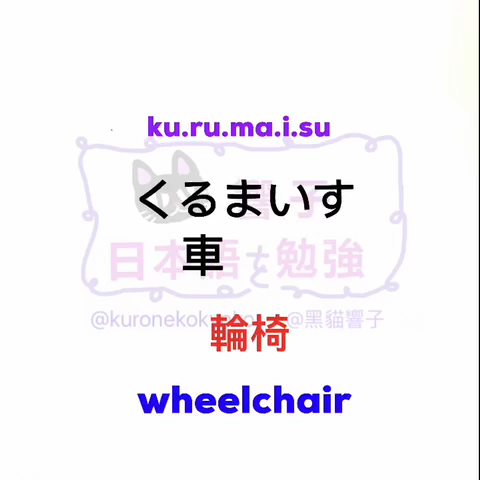 ku.ru.ma.i.su
くるまいす
車
日本語を勉強
@kuronekok @黑貓響子
輪椅
wheelchair